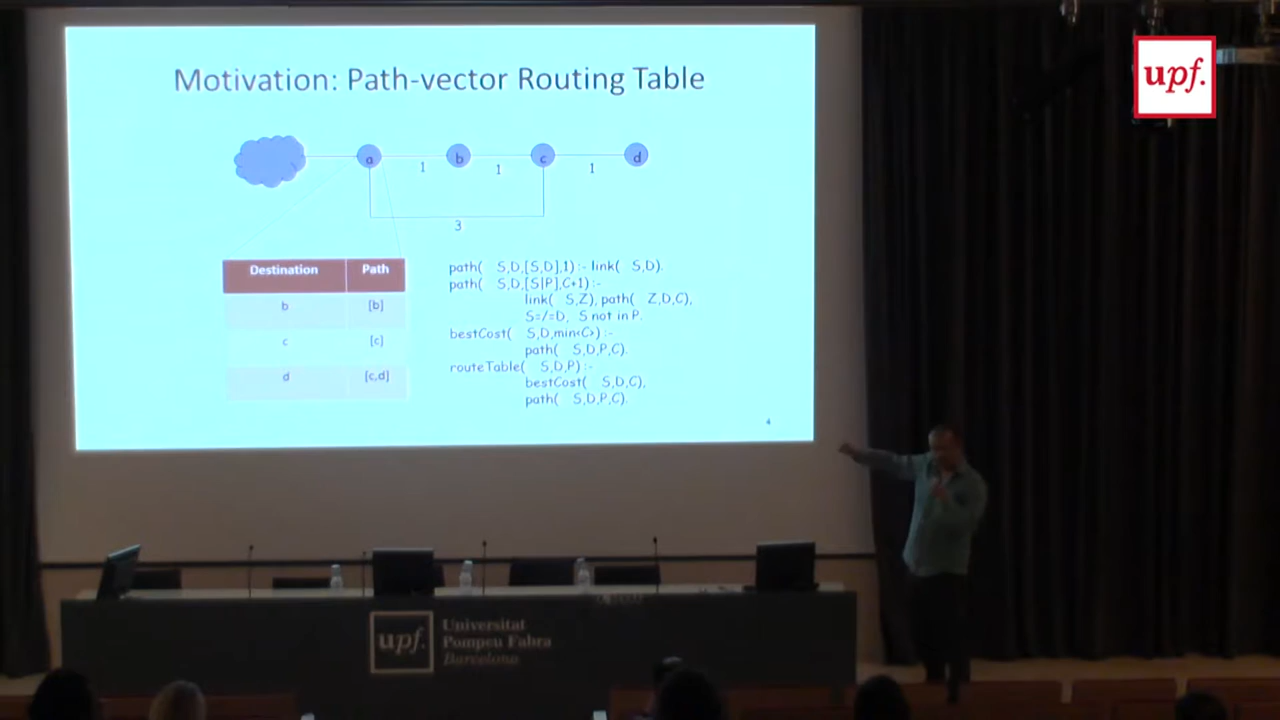 Motivation: Path-vector Routing Table
a
b
c
d
1
1
1
3
Destination Path
b [b]
c [c]
d [c,d]
path( S,D,[S,D],1) :- link( S,D).
path( S,D,[S|P],C+1) :-
link( S,Z), path( Z,D,C),
S=/=D, S not in P.
bestCost( S,D,min<C>) :-
path( S,D,P,C).
routeTable( S,D,P) :-
bestCost( S,D,C),
path( S,D,P,C).
4
upf.
upf.
Universitat
Pompeu Fabra
Barcelona